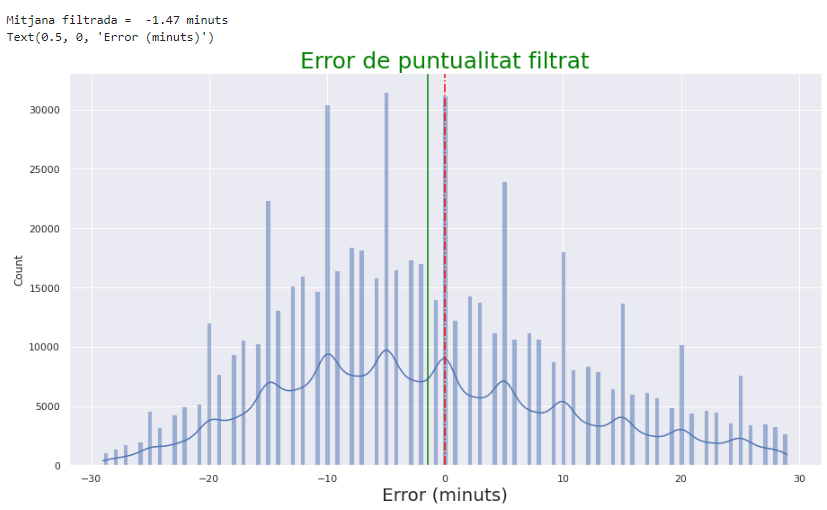 Mitjana filtrada =  -1.47 minuts
Text(0.5, 0, 'Error (minuts)')
Error de puntualitat filtrat
30000
25000
20000
15000
10000
5000
0
Count
−30
−20
−10
0
10
20
30
Error (minuts)